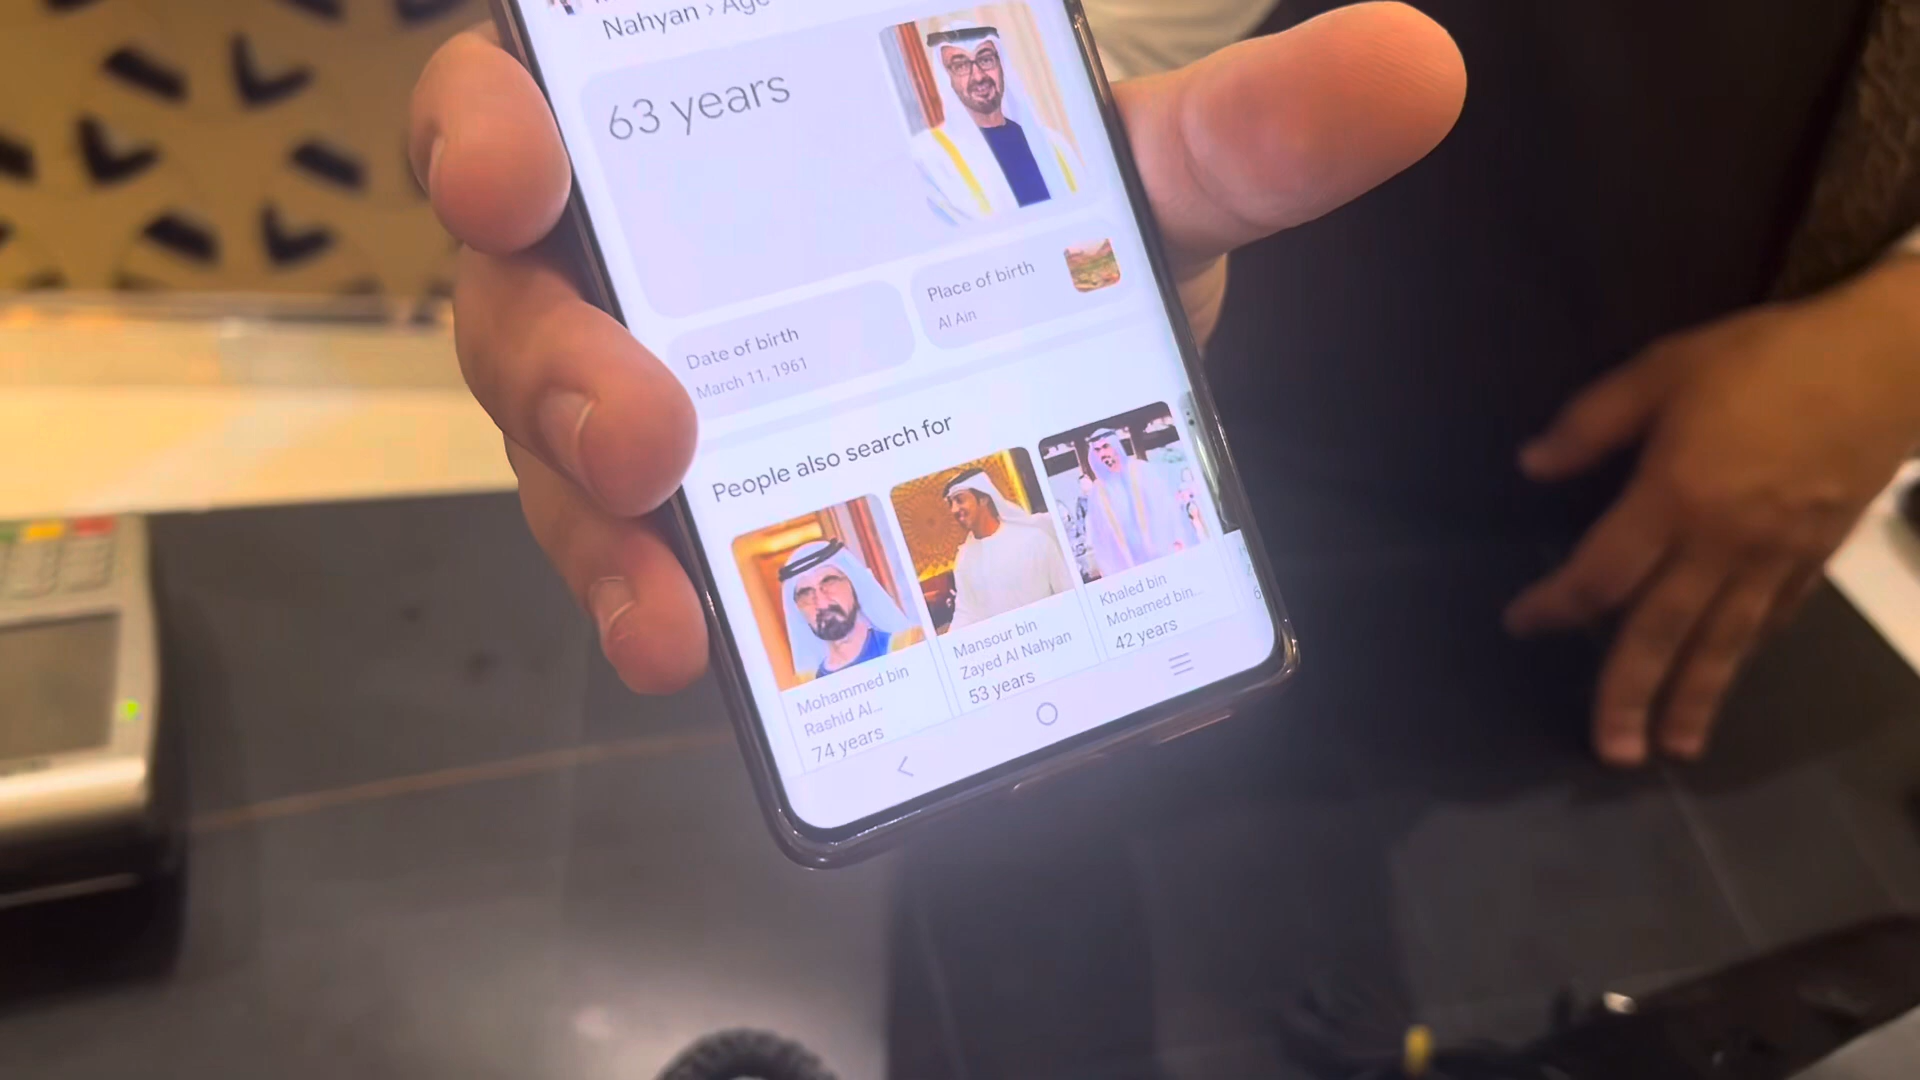 Nahyan › Age
63 years
Place of birth
Al Ain
Date of birth
March 11, 1961
People also search for
Mohammed bin
Rashid Al...
74 years
Mansour bin
Zayed Al Nahyan
53 years
Khaled bin
Mohamed bin...
42 years
6